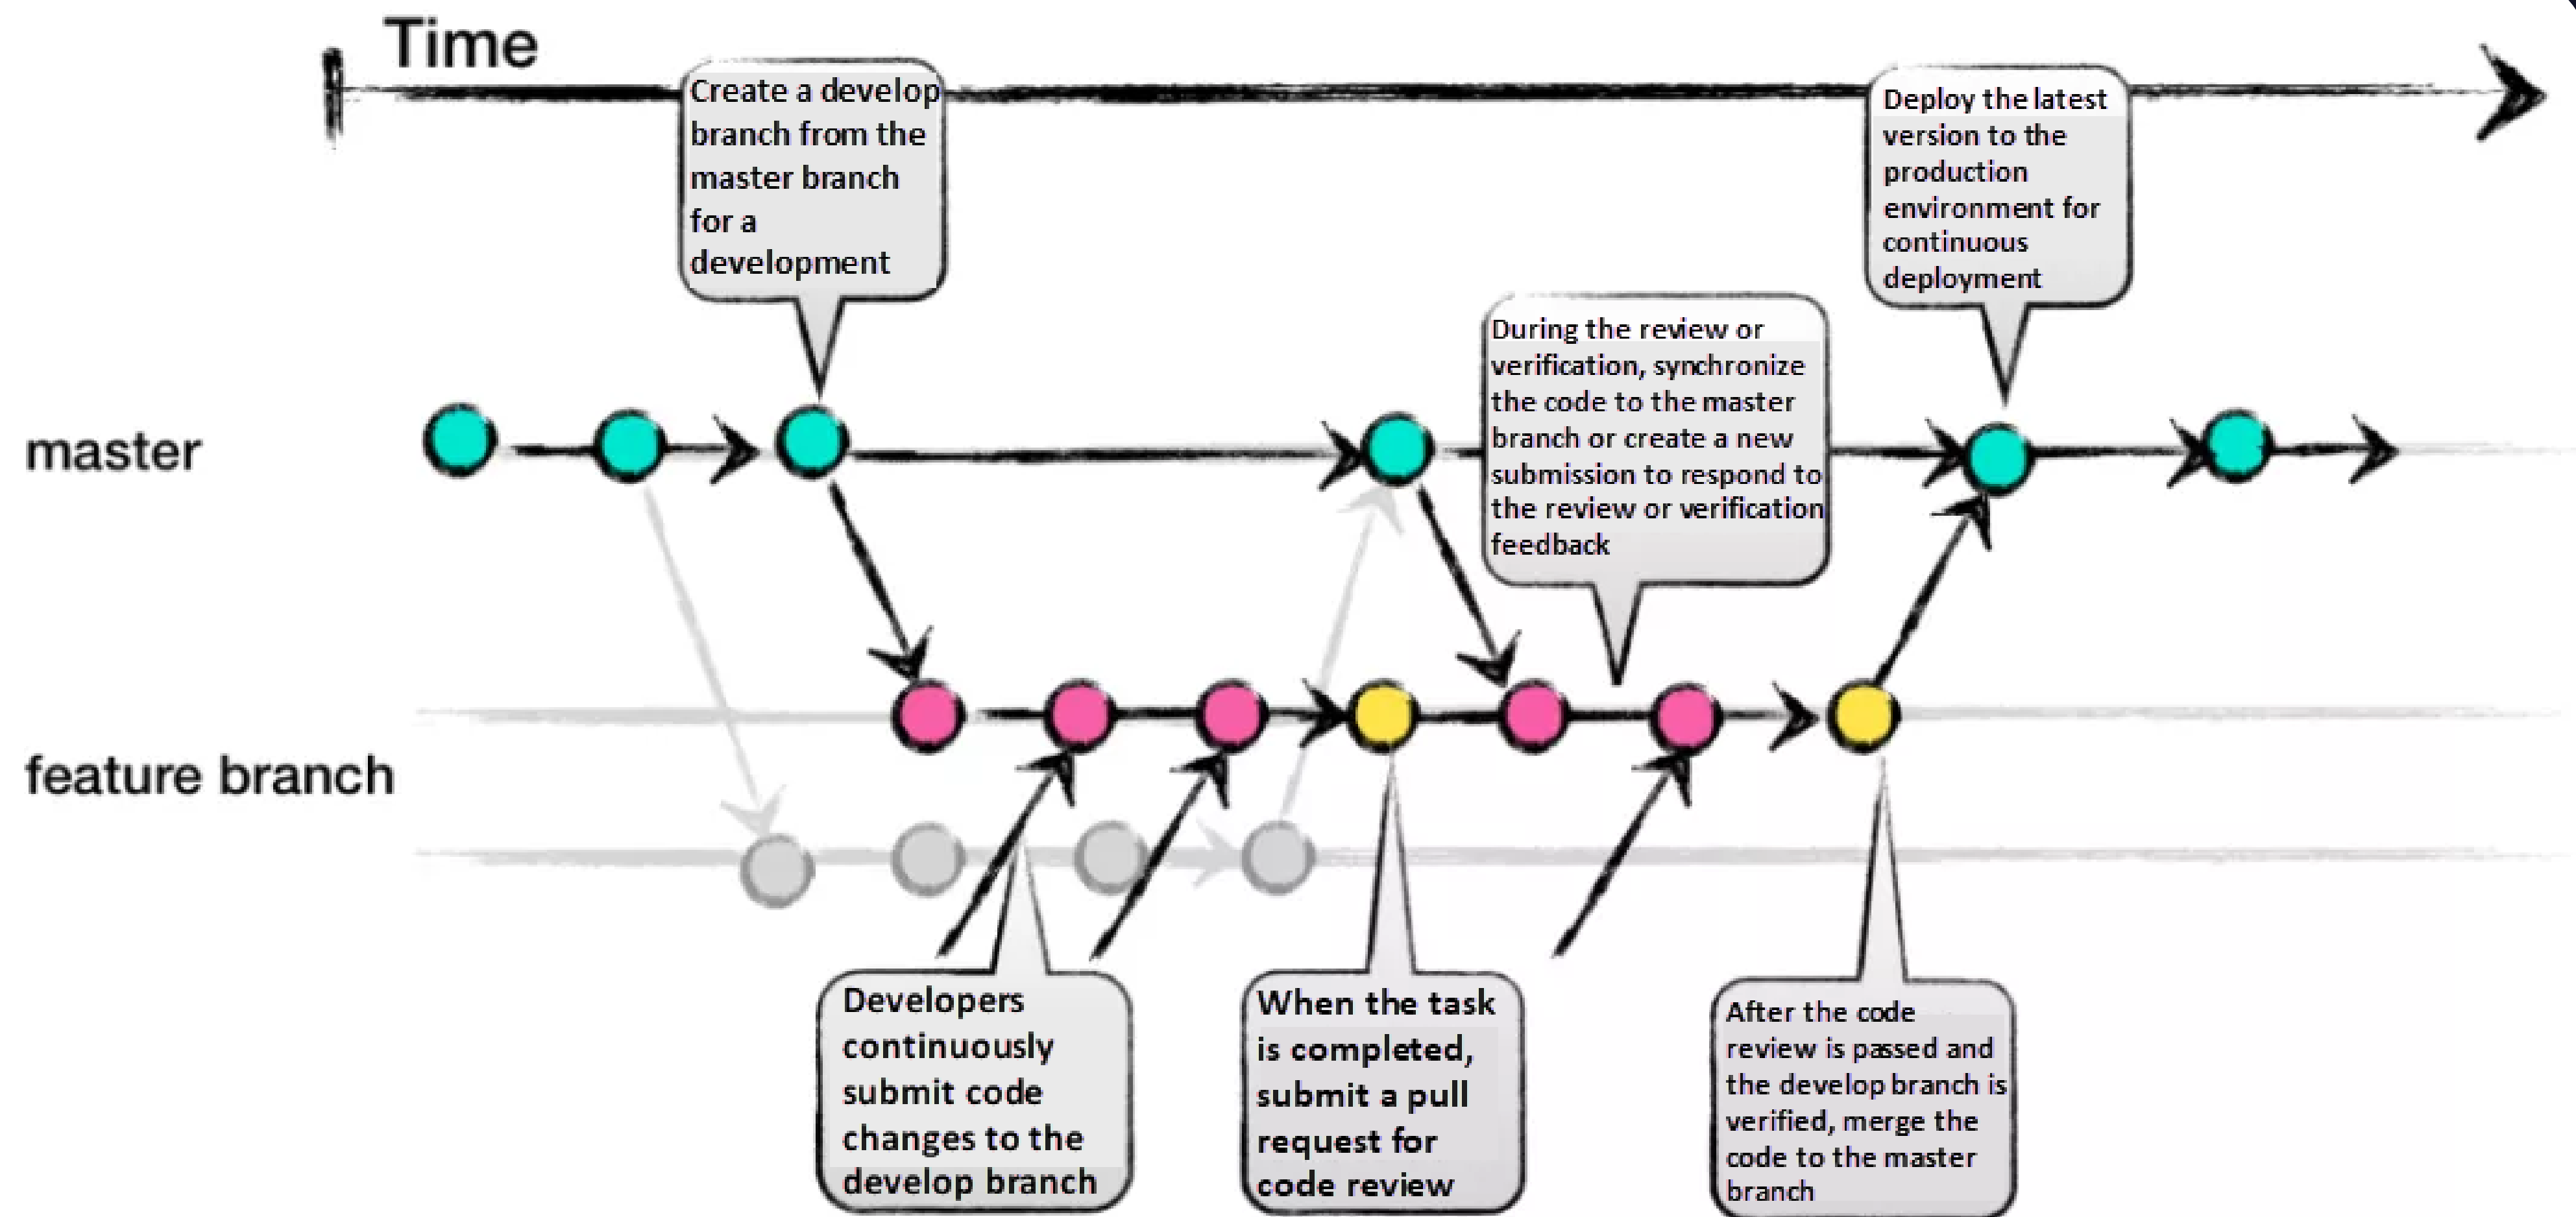 Time
Create a develop
branch from the
master branch
for a
development
Deploy the latest
version to the
production
environment for
continuous
deployment
During the review or
verification, synchronize
the code to the master
branch or create a new
submission to respond to
the review or verification
feedback
master
feature branch
Developers
continuously
submit code
changes to the
develop branch
When the task
is completed,
submit a pull
request for
code review
After the code
review is passed and
the develop branch is
verified, merge the
code to the master
branch